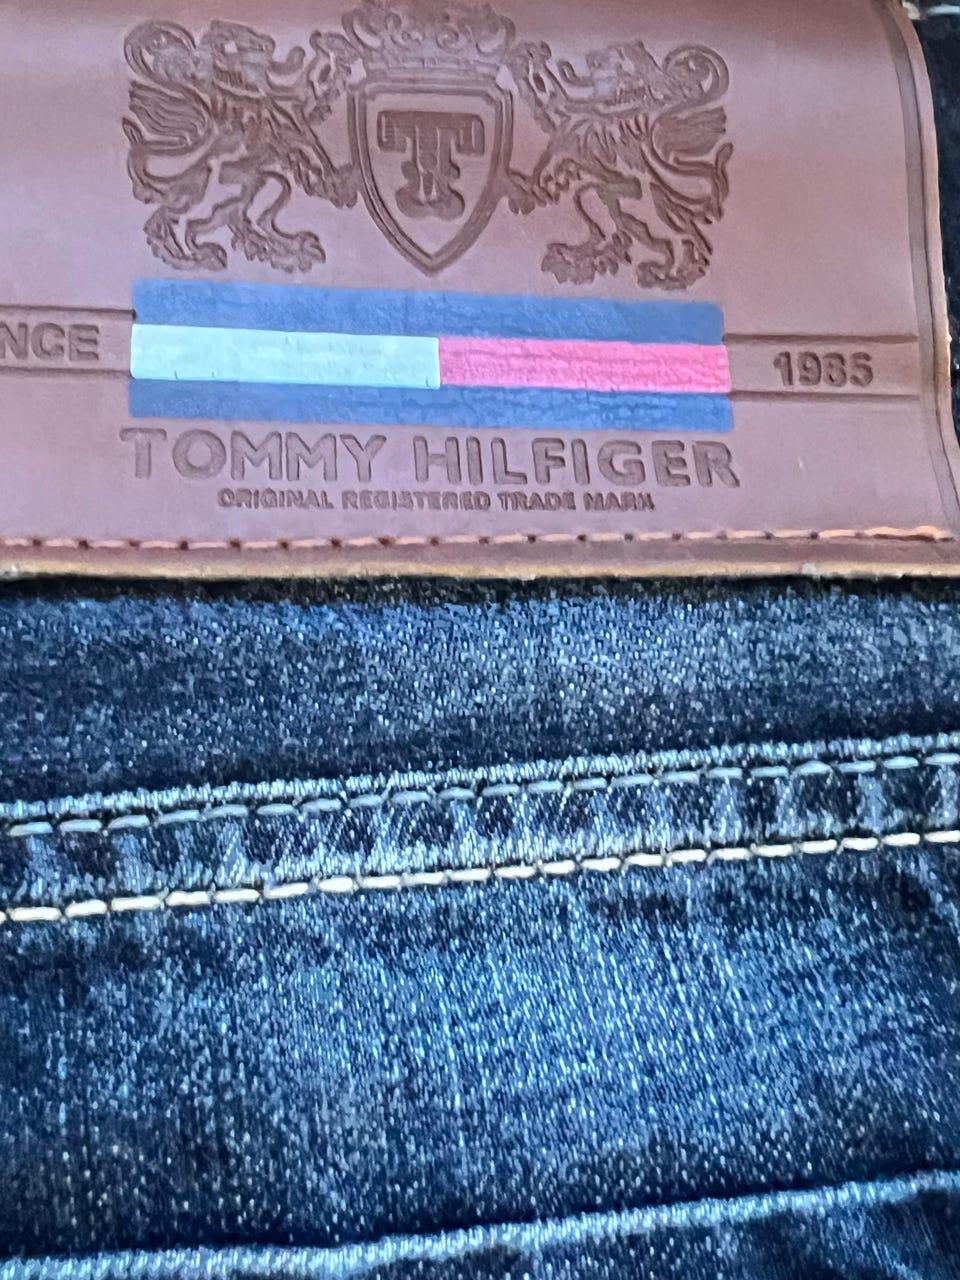 T
NCE 1985
TOMMY HILFIGER
ORIGINAL REGISTERED TRADE MARK